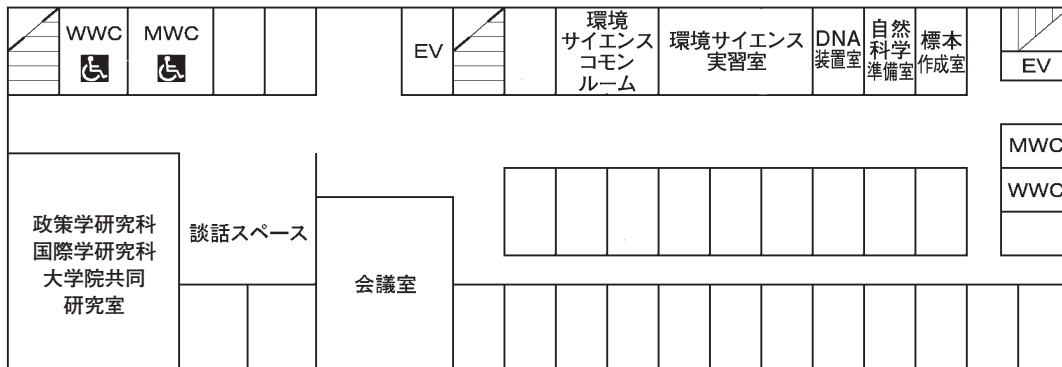 WWC
MWC
EV
環境
サイエンス
コモン
ルーム
環境サイエンス
実習室
DNA
装置室
自然
科学
準備室
標本
作成室
EV
MWC
WWC
政策学研究科
国際学研究科
大学院共同
研究室
談話スペース
会議室